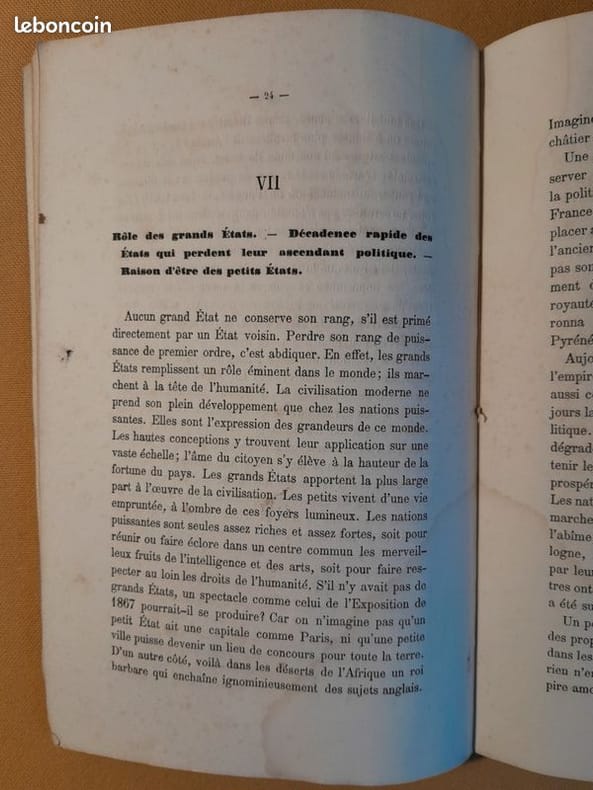 leboncoin
— 24 —
VII
Rôle des grands États. — Décadence rapide des
États qui perdent leur ascendant politique. —
Raison d'être des petits États.
Aucun grand État ne conserve son rang, s'il est primé
directement par un État voisin. Perdre son rang de puis-
sance de premier ordre, c'est abdiquer. En effet, les grands
États remplissent un rôle éminent dans le monde; ils mar-
chent à la tête de l'humanité. La civilisation moderne ne
prend son plein développement que chez les nations puis-
santes. Elles sont l'expression des grandeurs de ce monde.
Les hautes conceptions y trouvent leur application sur une
vaste échelle; l'âme du citoyen s'y élève à la hauteur de la
fortune du pays. Les grands États apportent la plus large
part à l'œuvre de la civilisation. Les petits vivent d'une vie
empruntée, à l'ombre de ces foyers lumineux. Les nations
puissantes sont seules assez riches et assez fortes, soit pour
réunir ou faire éclore dans un centre commun les merveil-
leux fruits de l'intelligence et des arts, soit pour faire res-
pecter au loin les droits de l'humanité. S'il n'y avait pas de
grands États, un spectacle comme celui de l'Exposition de
1867 pourrait-il se produire? Car on n'imagine pas qu'un
petit État ait une capitale comme Paris, ni qu'une petite
ville puisse devenir un lieu de concours pour toute la terre.
D'un autre côté, voilà dans les déserts de l'Afrique un roi
barbare qui enchaîne ignominieusement des sujets anglais.
Imagine
châtier
Une
server
la polit
France
placer a
l'ancien
pas son
ment
royauté
ronna
Pyréné
Aujo
l'empir
aussi c
jours la
litique.
dégrad
tenir le
prospér
Les nat
marche
l'abîme
logne,
par leur
tres ont
a été su
Un pe
des prop
dans les
rien n'en
pire amo